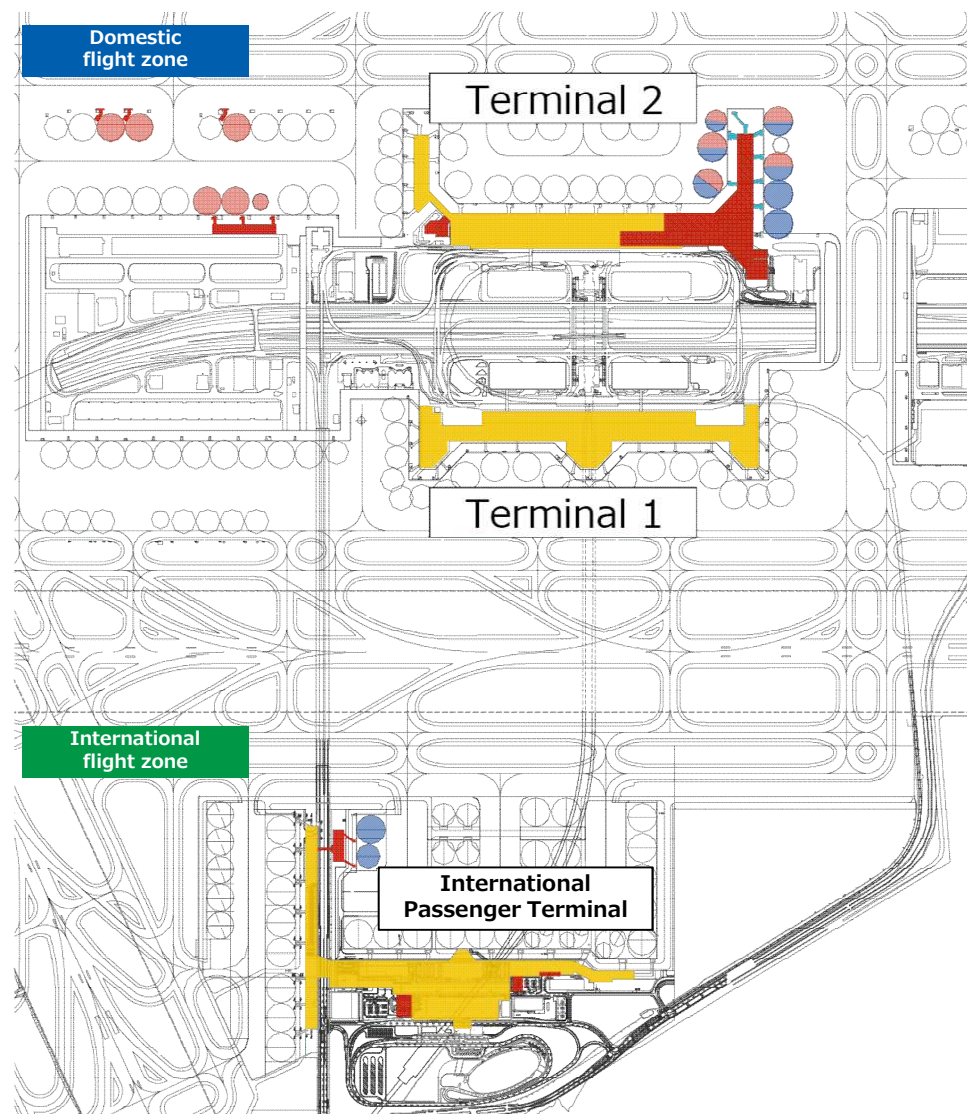 Domestic
flight zone
Terminal 2
Terminal 1
International
flight zone
International
Passenger Terminal